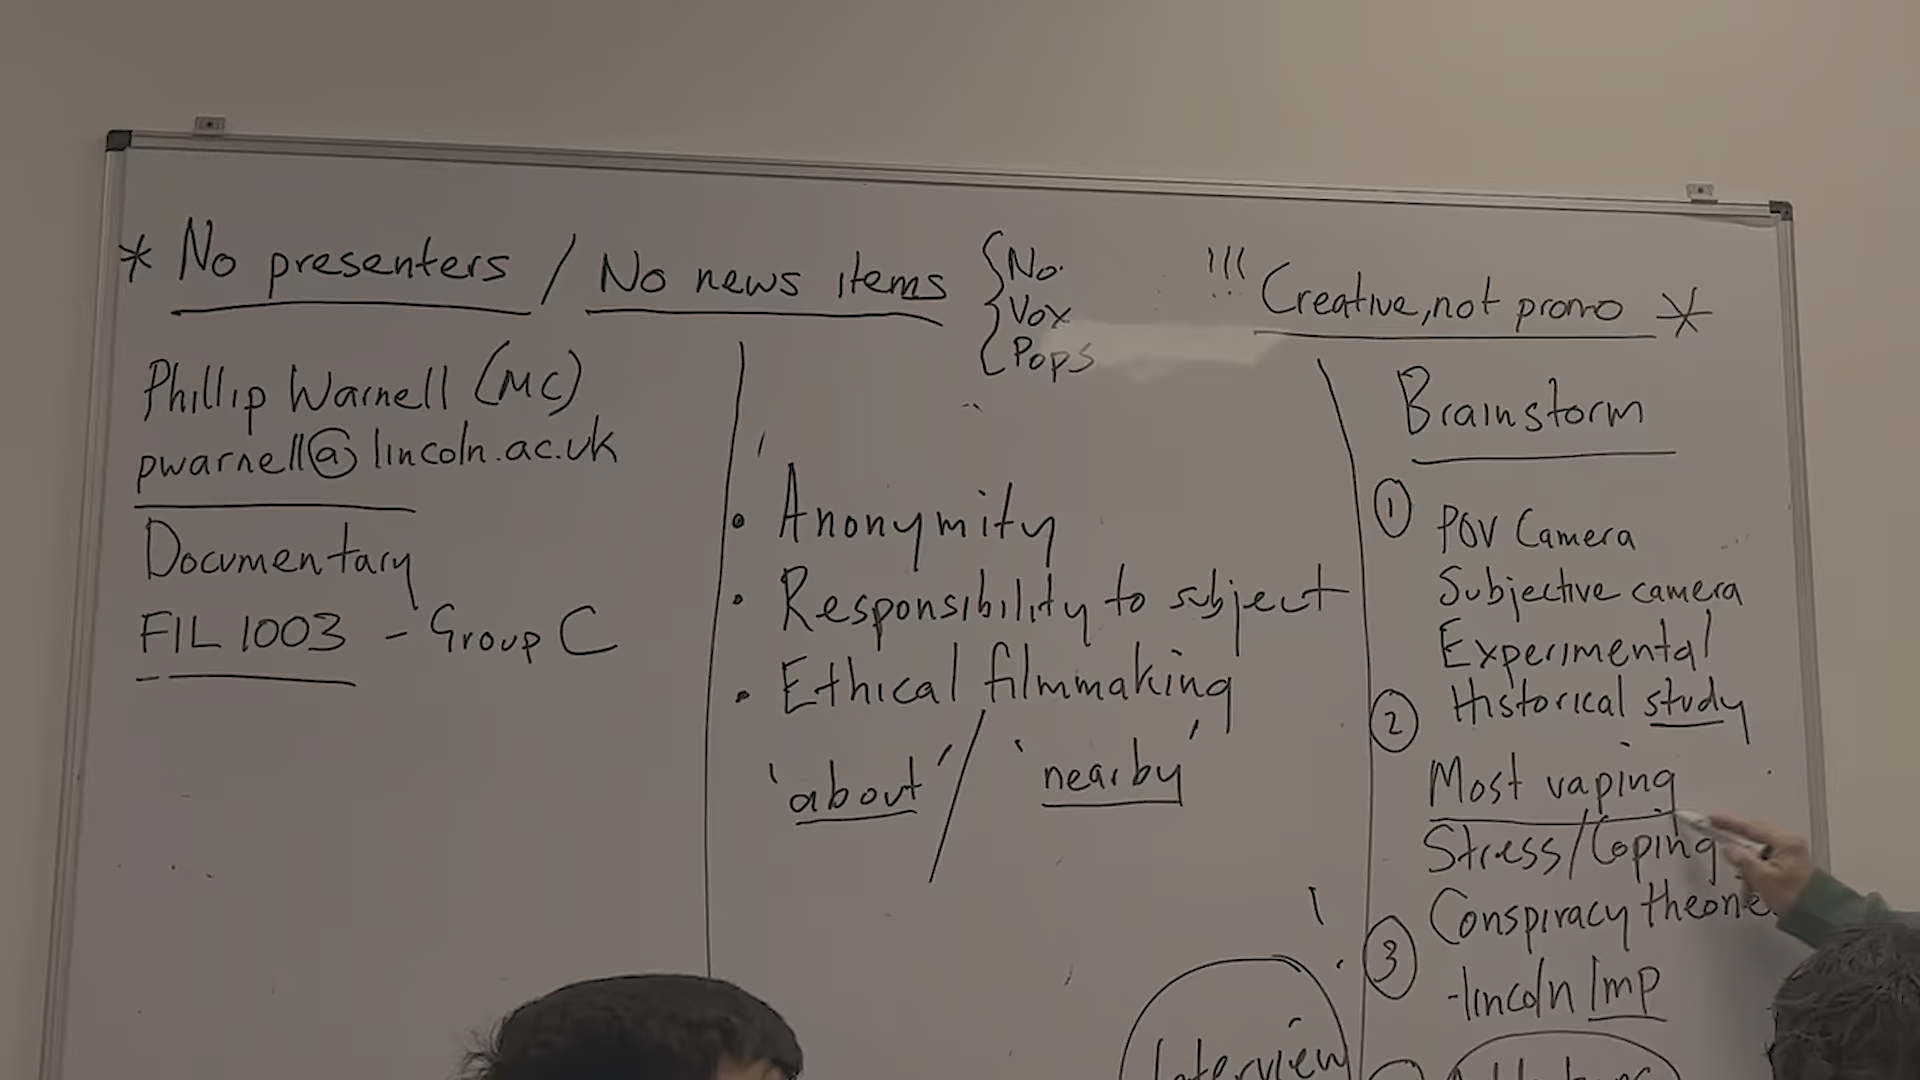 * No presenters / No news items
{No
Vox
Pops
!!! Creative, not promo *
Phillip Warnell (MC)
pwarnell@lincoln.ac.uk
Documentary
FIL1003 - Group C
• Anonymity
• Responsibility to subject
• Ethical filmmaking
'about' / 'nearby'
Interview
Brainstorm
① POV Camera
Subjective camera
Experimental
② Historical study
Most vaping
Stress/Coping
Conspiracy theorie
③ -lincoln Imp